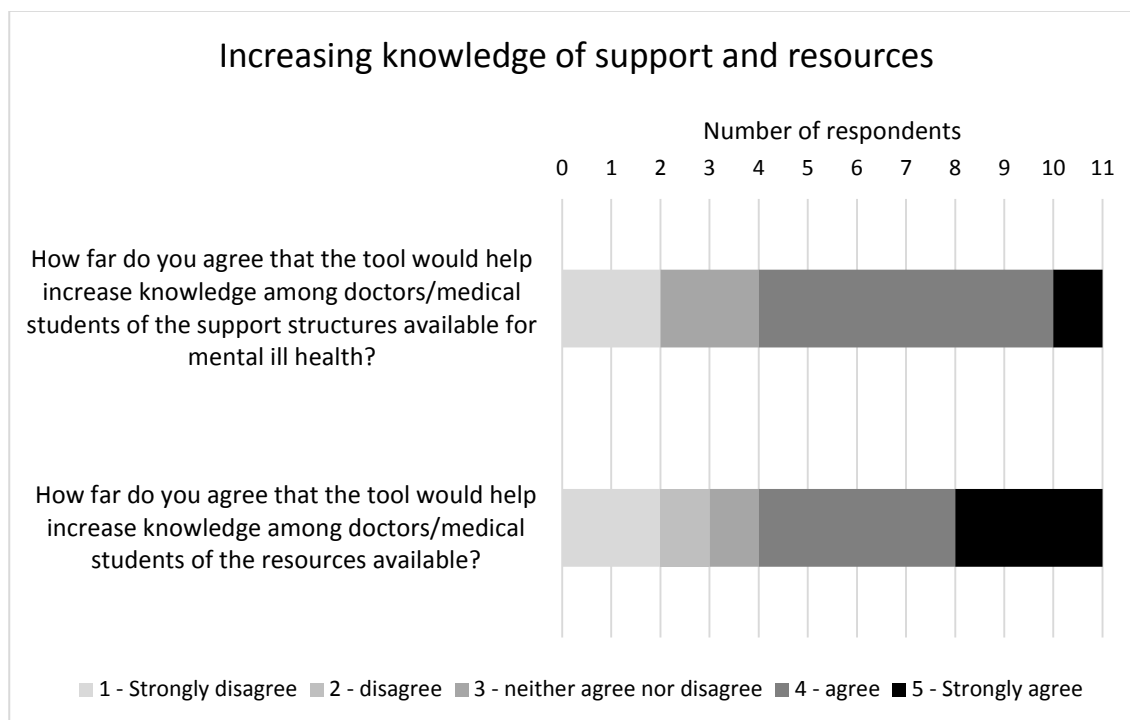 Increasing knowledge of support and resources
Number of respondents
0 1 2 3 4 5 6 7 8 9 10 11
How far do you agree that the tool would help
increase knowledge among doctors/medical
students of the support structures available for
mental ill health?
How far do you agree that the tool would help
increase knowledge among doctors/medical
students of the resources available?
1 - Strongly disagree 2 - disagree 3 - neither agree nor disagree 4 - agree 5 - Strongly agree